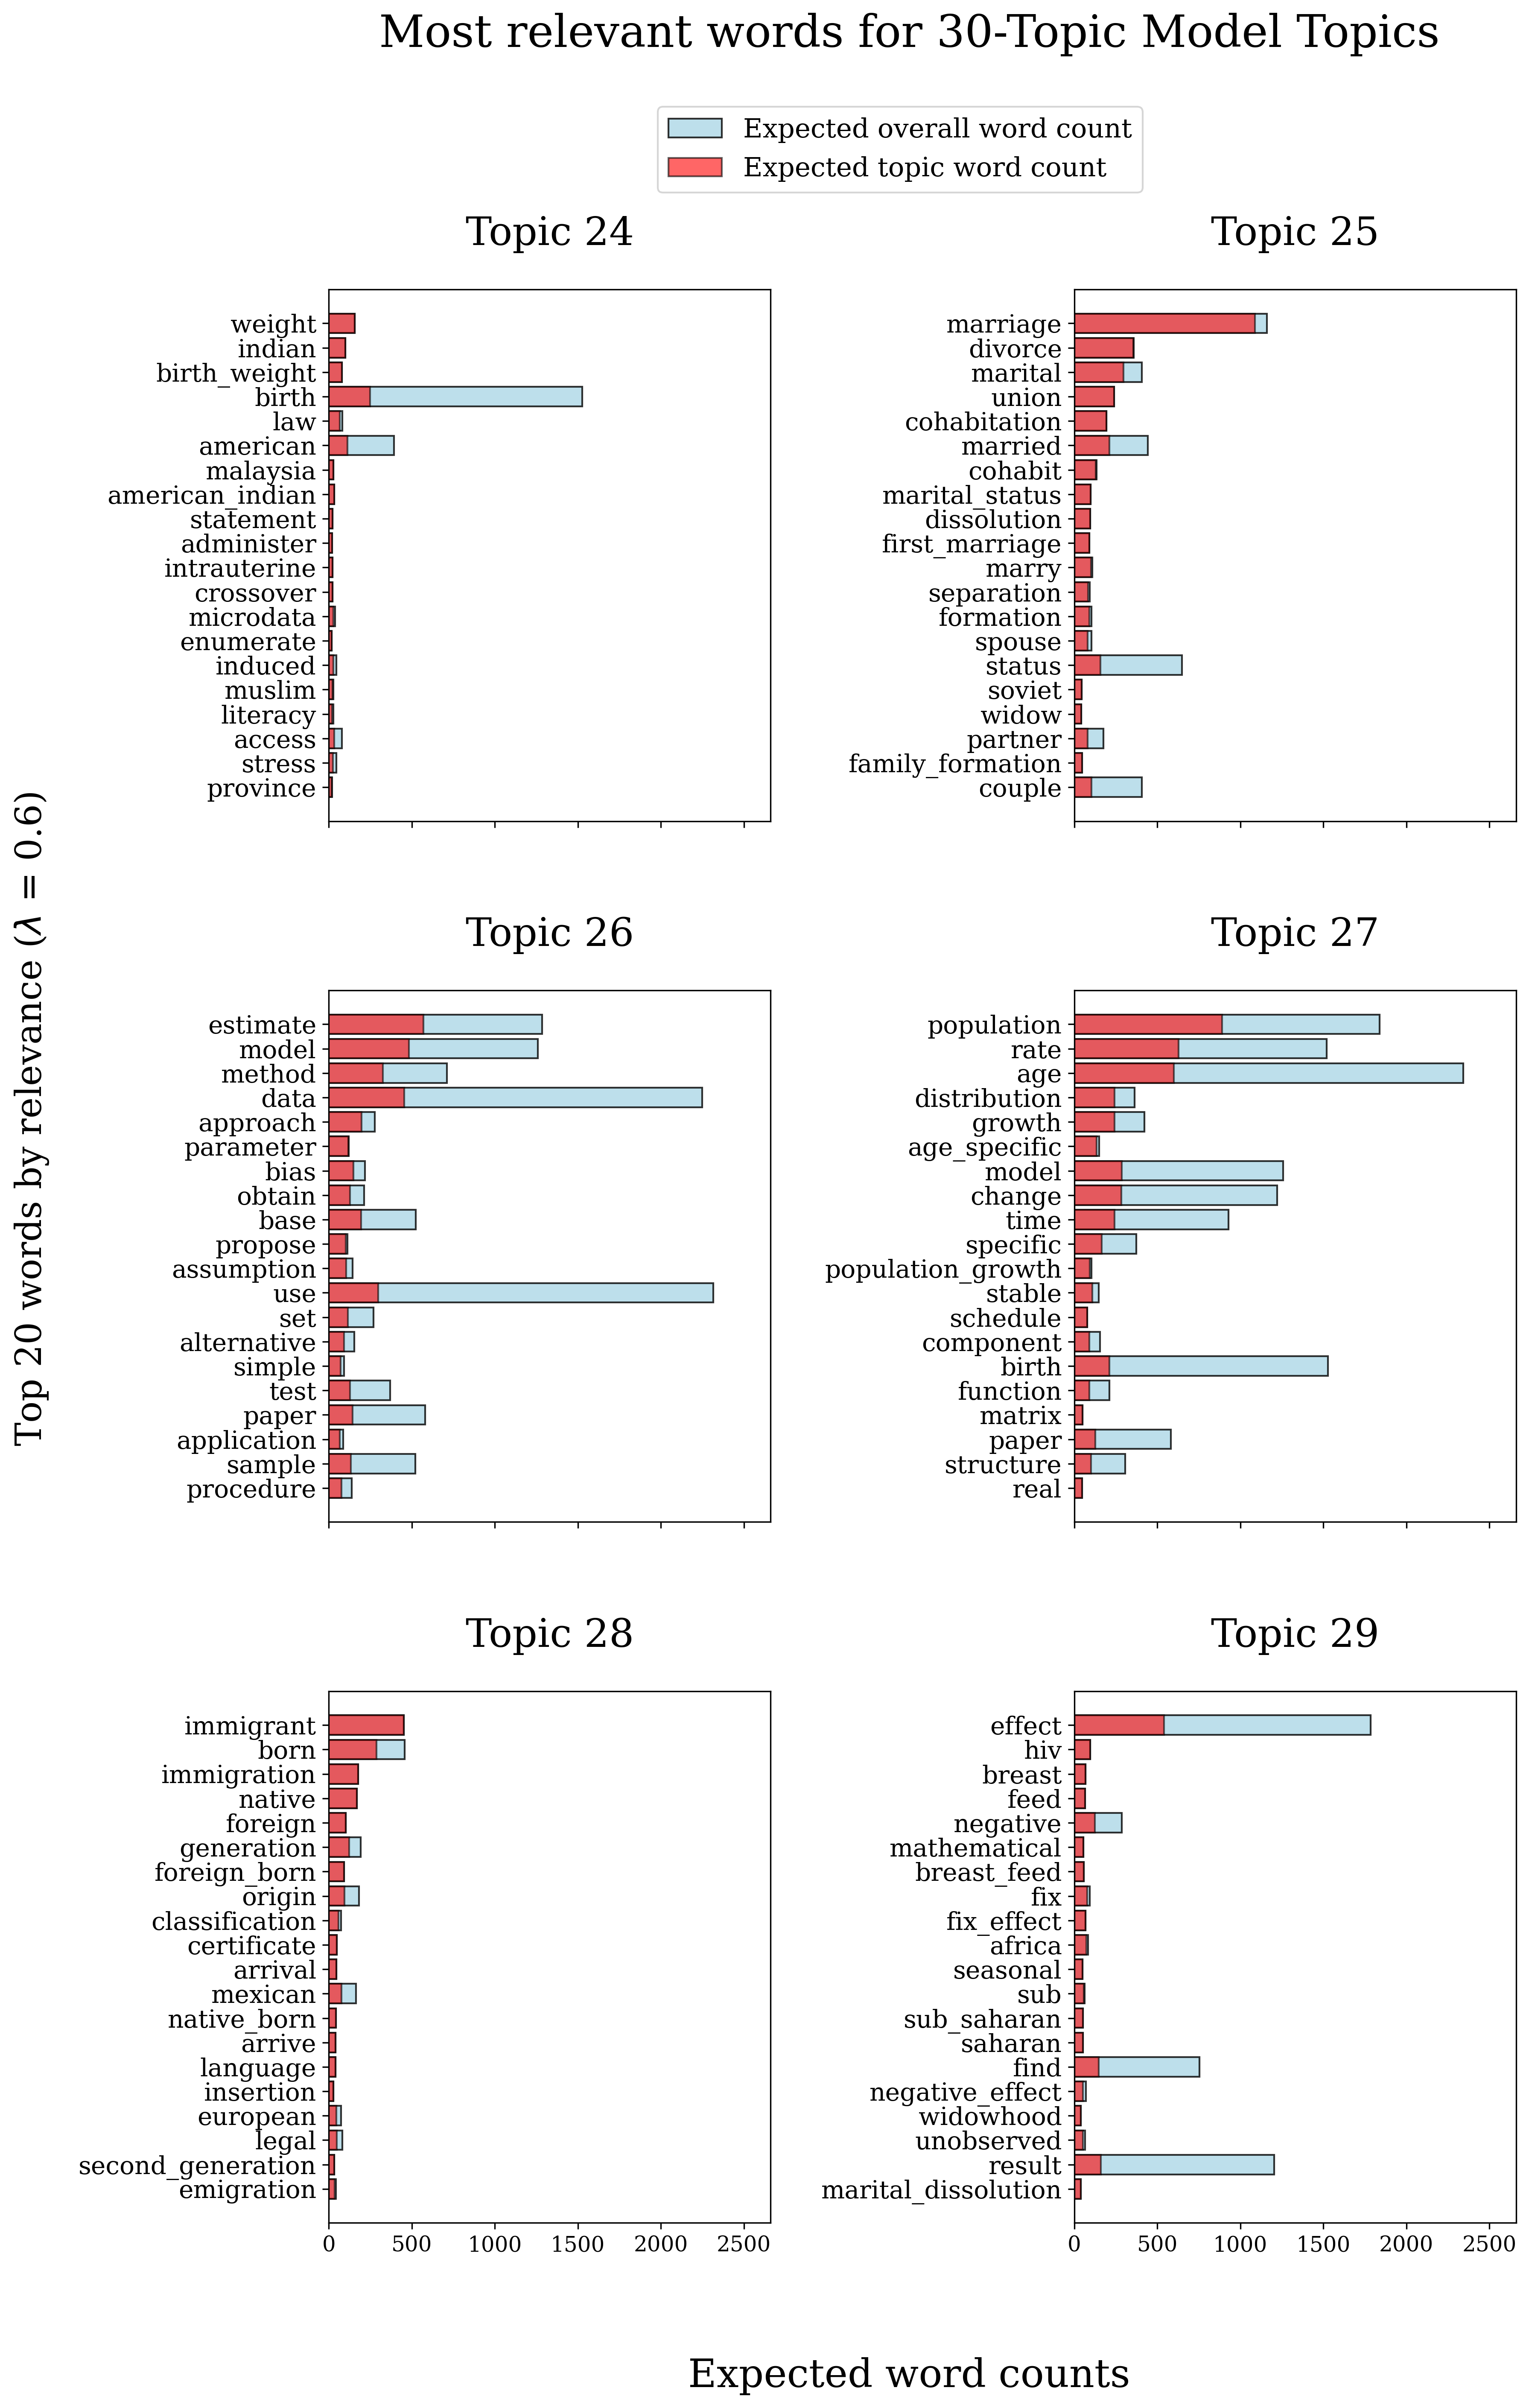 Most relevant words for 30-Topic Model Topics
Expected overall word count
Expected topic word count
Top 20 words by relevance (λ = 0.6)
Topic 24
weight
indian
birth_weight
birth
law
american
malaysia
american_indian
statement
administer
intrauterine
crossover
microdata
enumerate
induced
muslim
literacy
access
stress
province
Topic 25
marriage
divorce
marital
union
cohabitation
married
cohabit
marital_status
dissolution
first_marriage
marry
separation
formation
spouse
status
soviet
widow
partner
family_formation
couple
Topic 26
estimate
model
method
data
approach
parameter
bias
obtain
base
propose
assumption
use
set
alternative
simple
test
paper
application
sample
procedure
Topic 27
population
rate
age
distribution
growth
age_specific
model
change
time
specific
population_growth
stable
schedule
component
birth
function
matrix
paper
structure
real
Topic 28
immigrant
born
immigration
native
foreign
generation
foreign_born
origin
classification
certificate
arrival
mexican
native_born
arrive
language
insertion
european
legal
second_generation
emigration
0 500 1000 1500 2000 2500
Topic 29
effect
hiv
breast
feed
negative
mathematical
breast_feed
fix
fix_effect
africa
seasonal
sub
sub_saharan
saharan
find
negative_effect
widowhood
unobserved
result
marital_dissolution
0 500 1000 1500 2000 2500
Expected word counts